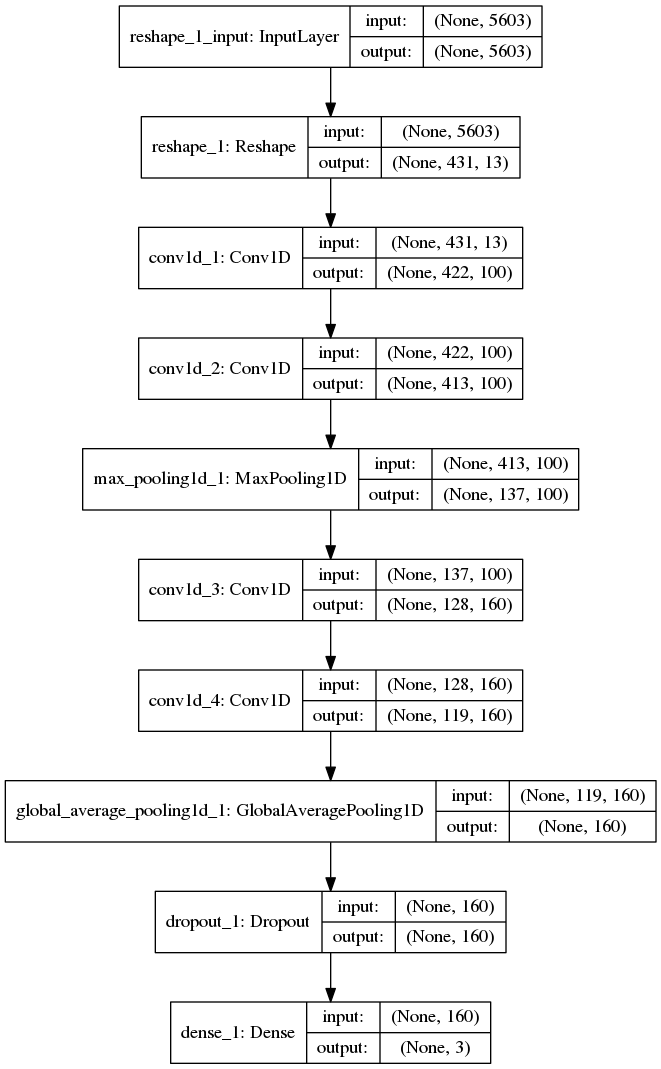 reshape_1_input: InputLayer
input: (None, 5603)
output: (None, 5603)
reshape_1: Reshape
input: (None, 5603)
output: (None, 431, 13)
conv1d_1: Conv1D
input: (None, 431, 13)
output: (None, 422, 100)
conv1d_2: Conv1D
input: (None, 422, 100)
output: (None, 413, 100)
max_pooling1d_1: MaxPooling1D
input: (None, 413, 100)
output: (None, 137, 100)
conv1d_3: Conv1D
input: (None, 137, 100)
output: (None, 128, 160)
conv1d_4: Conv1D
input: (None, 128, 160)
output: (None, 119, 160)
global_average_pooling1d_1: GlobalAveragePooling1D
input: (None, 119, 160)
output: (None, 160)
dropout_1: Dropout
input: (None, 160)
output: (None, 160)
dense_1: Dense
input: (None, 160)
output: (None, 3)